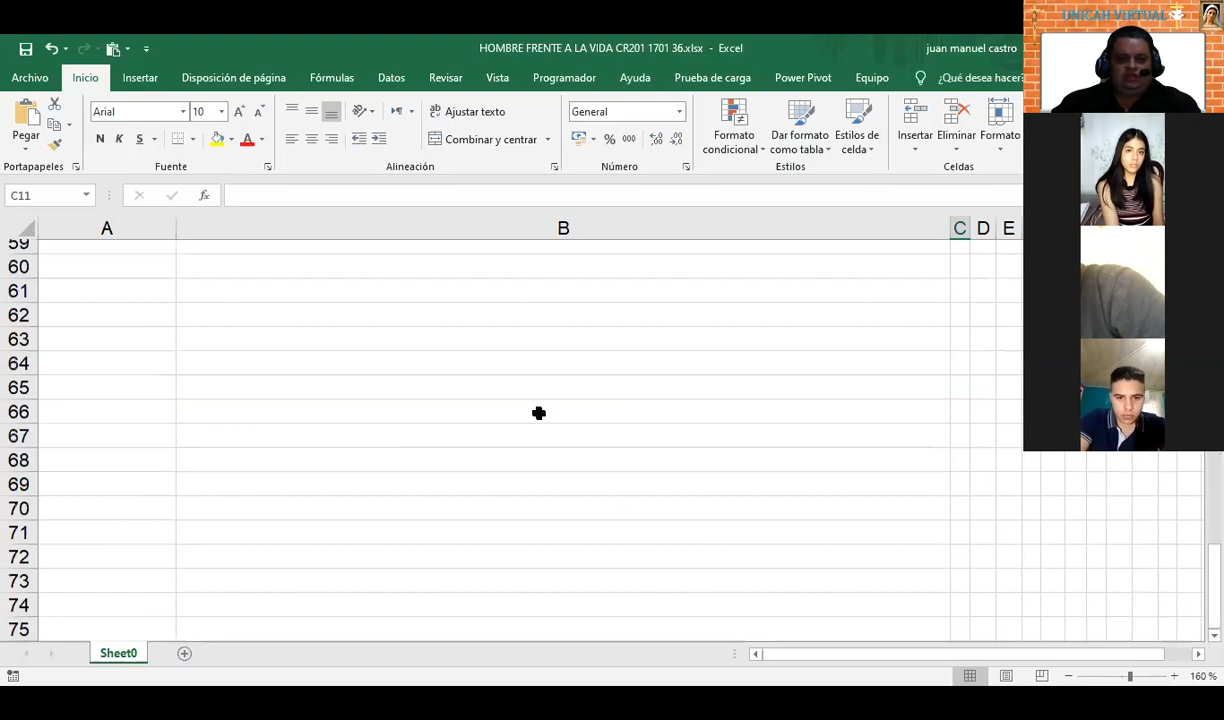 UNICAH VIRTUAL
HOMBRE FRENTE A LA VIDA CR201 1701 36.xlsx - Excel
juan manuel castro
Archivo Inicio Insertar Disposición de página Fórmulas Datos Revisar Vista Programador Ayuda Prueba de carga Power Pivot Equipo ¿Qué desea hacer?
Pegar
Arial 10
N K S
Ajustar texto
Combinar y centrar
General
% 000
Formato condicional
Dar formato como tabla
Estilos de celda
Insertar Eliminar Formato
Portapapeles Fuente Alineación Número Estilos Celdas
C11
fx
A B C D E
59
60
61
62
63
64
65
66
67
68
69
70
71
72
73
74
75
Sheet0
160 %